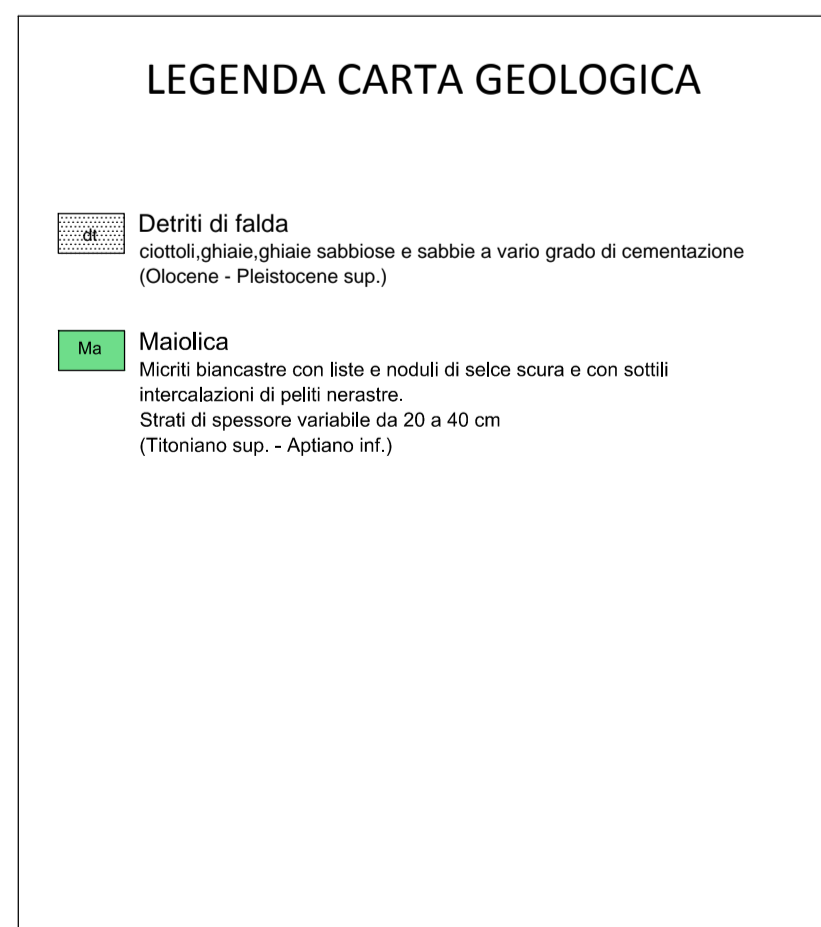 LEGENDA CARTA GEOLOGICA
dt
Detriti di falda
ciottoli,ghiaie,ghiaie sabbiose e sabbie a vario grado di cementazione
(Olocene - Pleistocene sup.)
Ma
Maiolica
Micriti biancastre con liste e noduli di selce scura e con sottili
intercalazioni di peliti nerastre.
Strati di spessore variabile da 20 a 40 cm
(Titoniano sup. - Aptiano inf.)